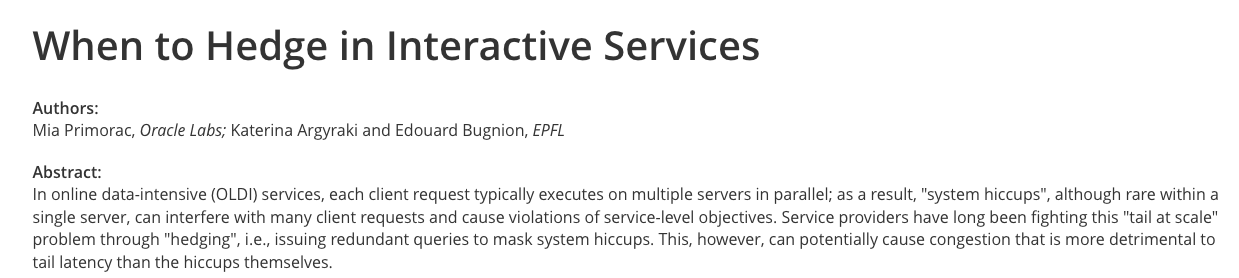 When to Hedge in Interactive Services
Authors:
Mia Primorac, Oracle Labs; Katerina Argyraki and Edouard Bugnion, EPFL
Abstract:
In online data-intensive (OLDI) services, each client request typically executes on multiple servers in parallel; as a result, "system hiccups", although rare within a
single server, can interfere with many client requests and cause violations of service-level objectives. Service providers have long been fighting this "tail at scale"
problem through "hedging", i.e., issuing redundant queries to mask system hiccups. This, however, can potentially cause congestion that is more detrimental to
tail latency than the hiccups themselves.